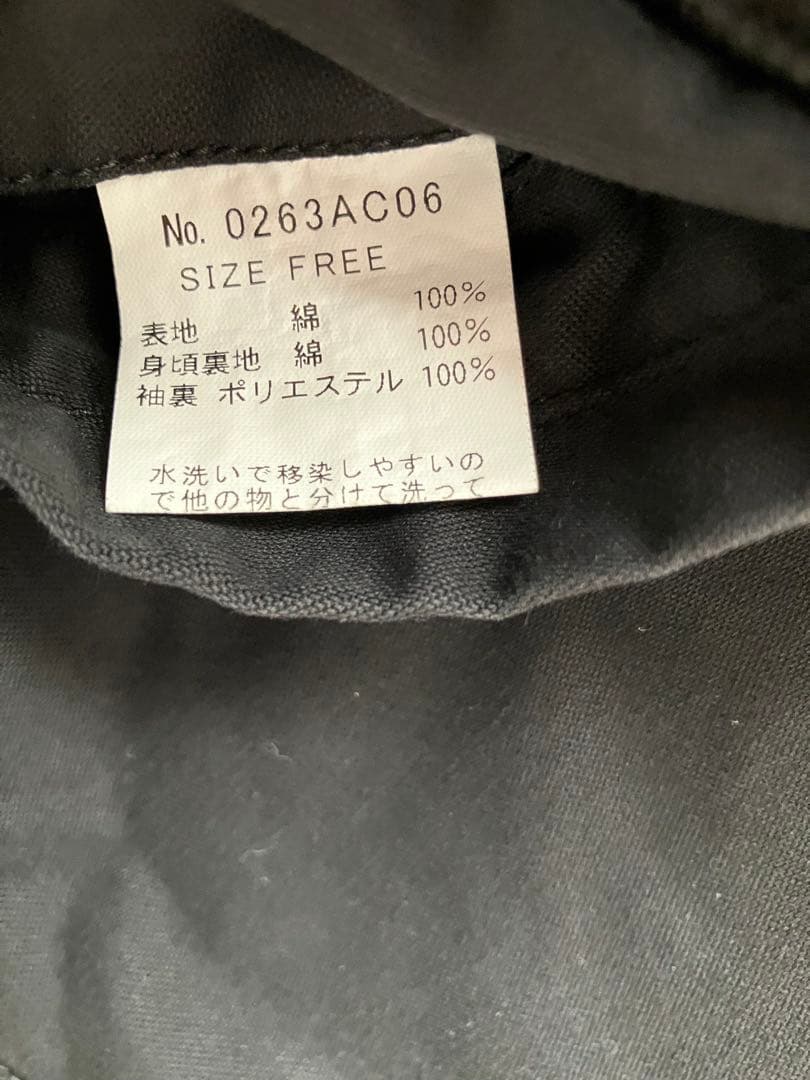 No. 0263AC06
SIZE FREE
表地 綿 100%
身頃裏地 綿 100%
袖裏 ポリエステル 100%
水洗いで移染しやすいの
で他の物と分けて洗って